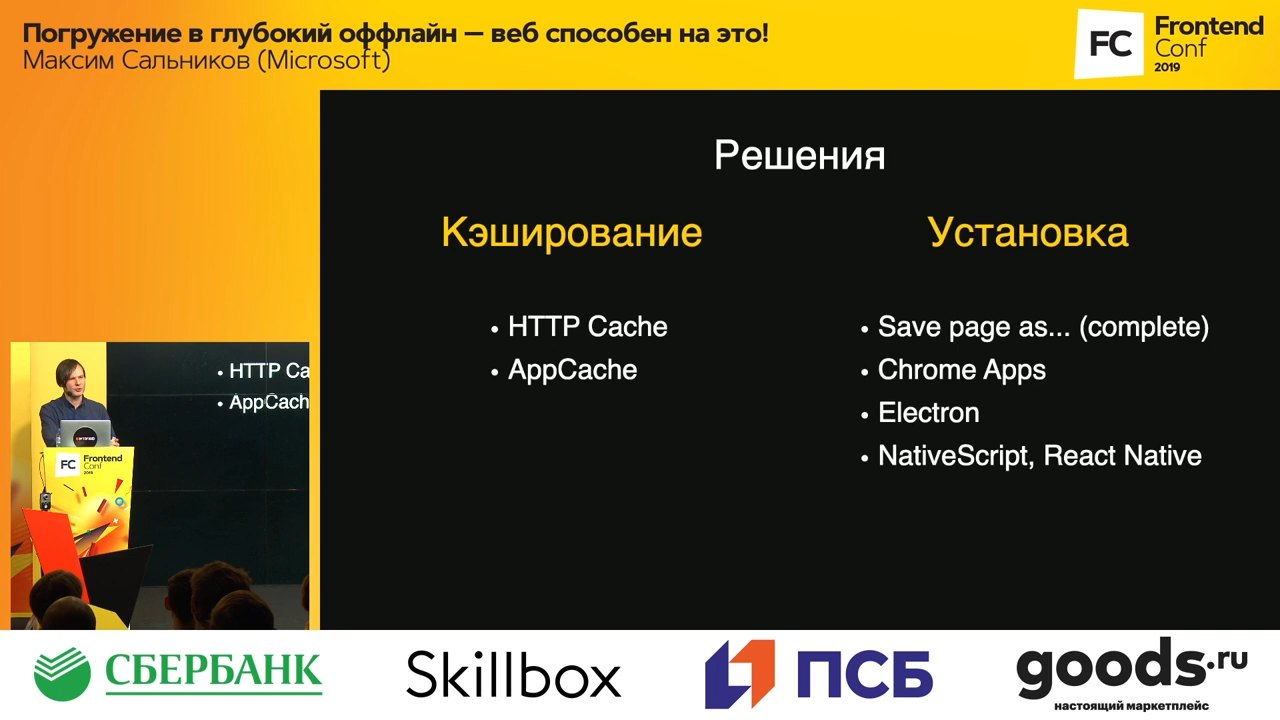 Погружение в глубокий оффлайн — веб способен на это!
Максим Сальников (Microsoft)
FC
Frontend
Conf
2019
Решения
Кэширование
Установка
• HTTP Cache
• AppCache
• Save page as... (complete)
• Chrome Apps
• Electron
• NativeScript, React Native
• HTTP Ca
• AppCach
FC
Frontend
Conf
2019
СБЕРБАНК
Skillbox
ПСБ
goods.ru
настоящий маркетплейс